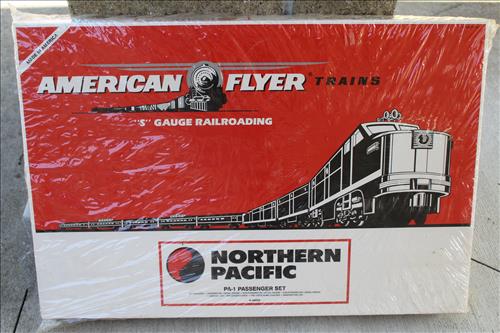 MADE IN AMERICA
AMERICAN FLYER® TRAINS
"S" GAUGE RAILROADING
NORTHERN
PACIFIC
PA-1 PASSENGER SET